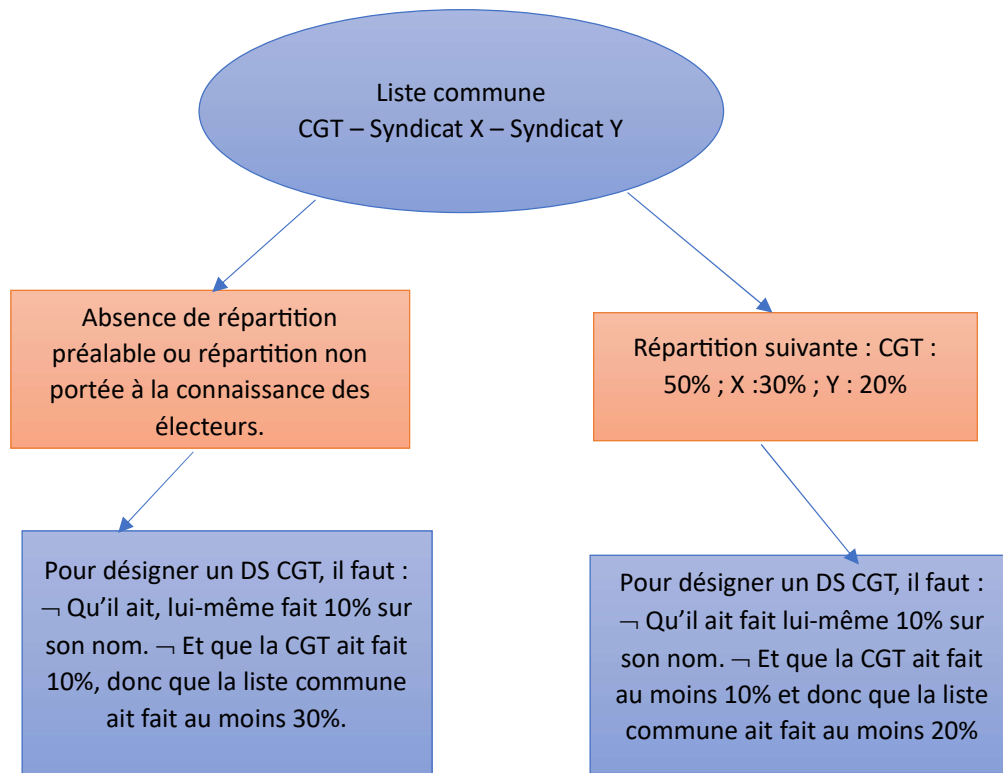 Liste commune
CGT – Syndicat X – Syndicat Y
Absence de répartition
préalable ou répartition non
portée à la connaissance des
électeurs.
Répartition suivante : CGT :
50% ; X :30% ; Y : 20%
Pour désigner un DS CGT, il faut :
¬ Qu’il ait, lui-même fait 10% sur
son nom. ¬ Et que la CGT ait fait
10%, donc que la liste commune
ait fait au moins 30%.
Pour désigner un DS CGT, il faut :
¬ Qu’il ait fait lui-même 10% sur
son nom. ¬ Et que la CGT ait fait
au moins 10% et donc que la liste
commune ait fait au moins 20%